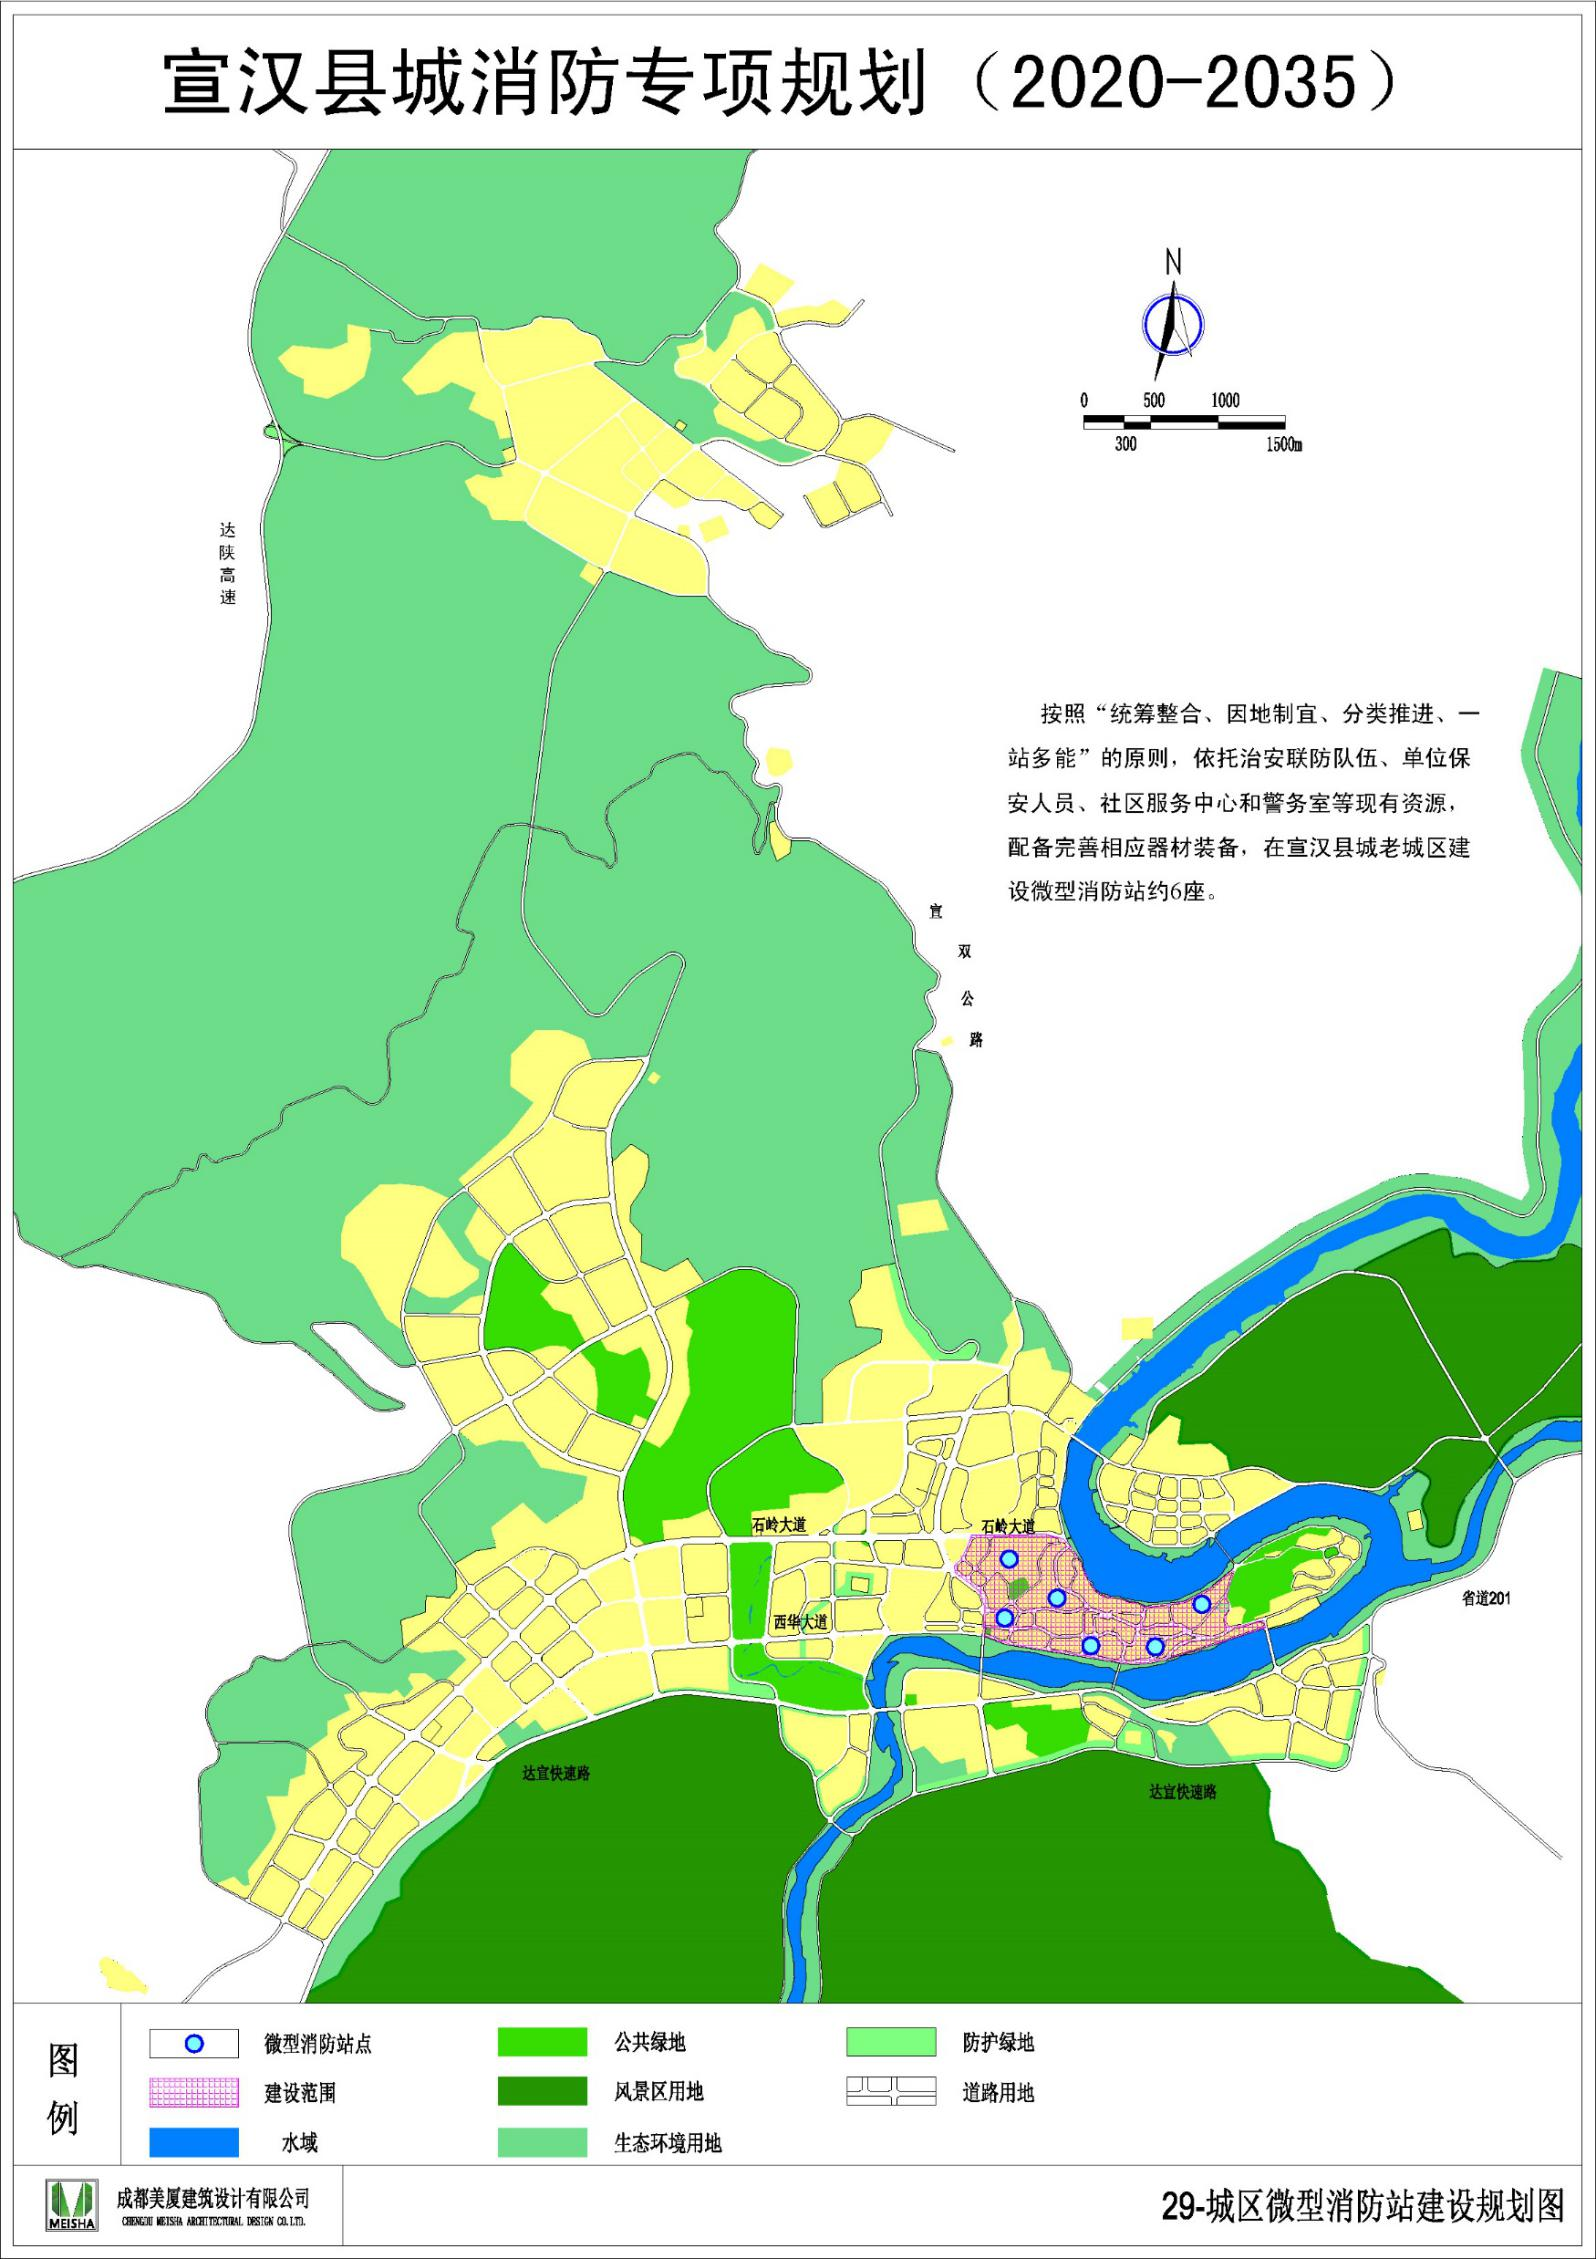 宣汉县城消防专项规划（2020-2035）
N
0 500 1000
300 1500m
达陕高速
按照“统筹整合、因地制宜、分类推进、一
站多能”的原则，依托治安联防队伍、单位保
安人员、社区服务中心和警务室等现有资源，
配备完善相应器材装备，在宣汉县城老城区建
设微型消防站约6座。
宣双公路
石岭大道
石岭大道
西华大道
省道201
达宣快速路
达宣快速路
图例
微型消防站点
公共绿地
防护绿地
建设范围
风景区用地
道路用地
水域
生态环境用地
MEISHA
成都美厦建筑设计有限公司
CHENGDU MEISHA ARCHITECTURAL DESIGN CO.LTD.
29-城区微型消防站建设规划图